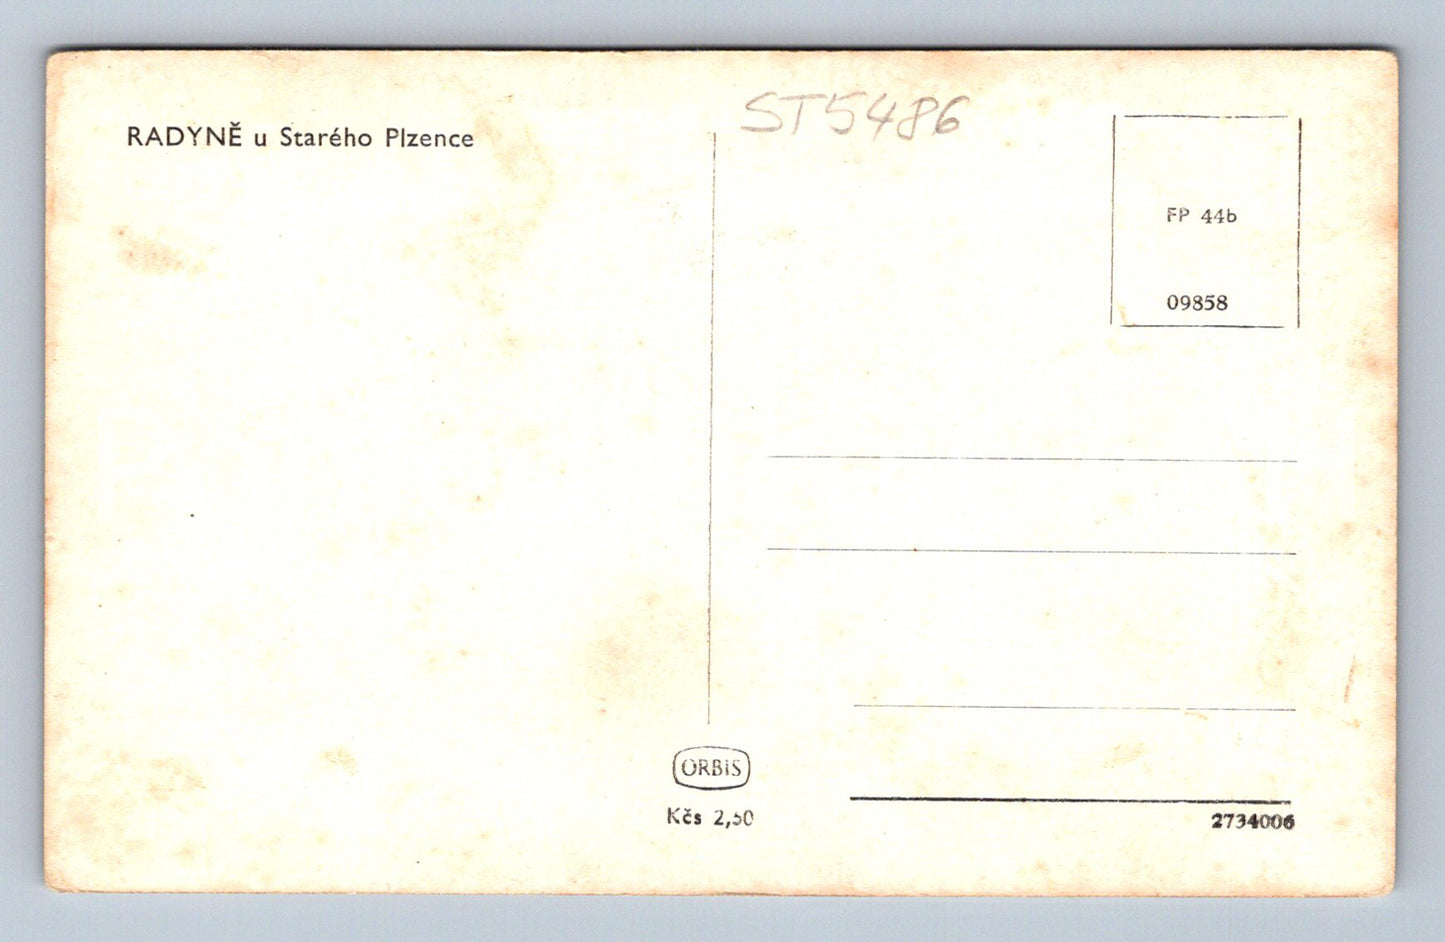 RADYNĚ u Starého Plzence
ST5486
FP 44b
09858
ORBIS
Kčs 2,50
2734006